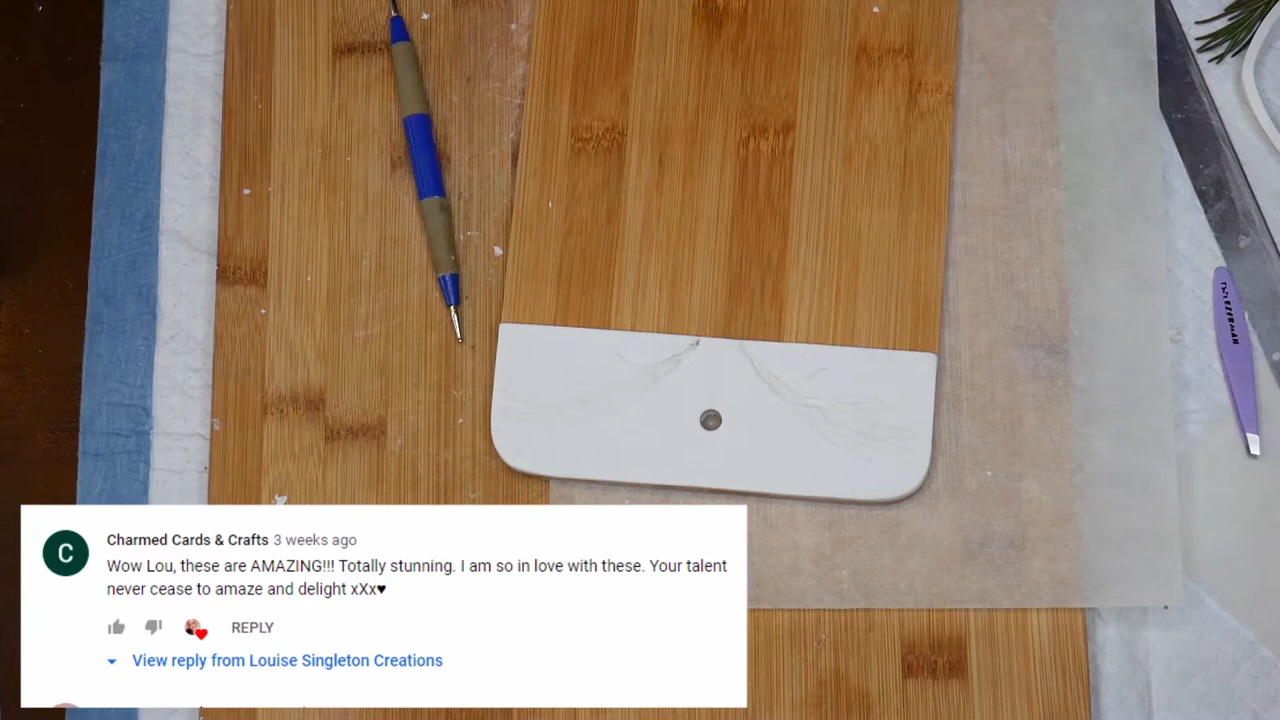 TWEEZERMAN
C
Charmed Cards & Crafts 3 weeks ago
Wow Lou, these are AMAZING!!! Totally stunning. I am so in love with these. Your talent
never cease to amaze and delight xXx♥
REPLY
View reply from Louise Singleton Creations